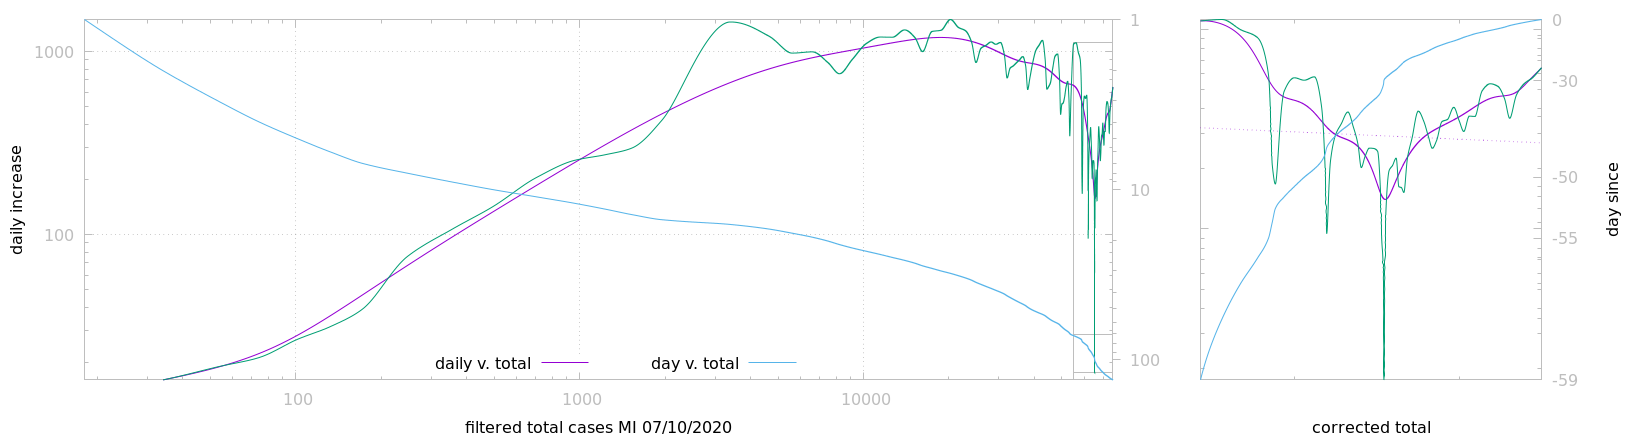 daily increase
1000
100
100
1000
10000
filtered total cases MI 07/10/2020
daily v. total
day v. total
1
10
100
0
-30
-50
-55
-59
day since
corrected total